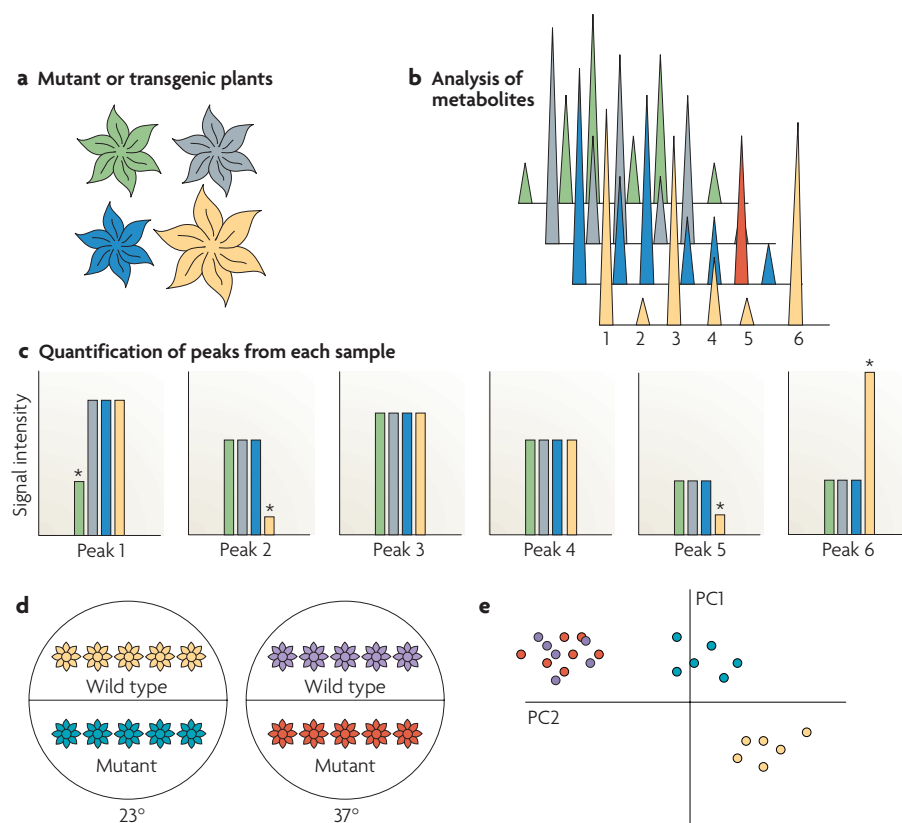 a Mutant or transgenic plants
b Analysis of
metabolites
1 2 3 4 5 6
c Quantification of peaks from each sample
Signal intensity
* * * *
Peak 1 Peak 2 Peak 3 Peak 4 Peak 5 Peak 6
d
Wild type
Mutant
23°
Wild type
Mutant
37°
e
PC1
PC2